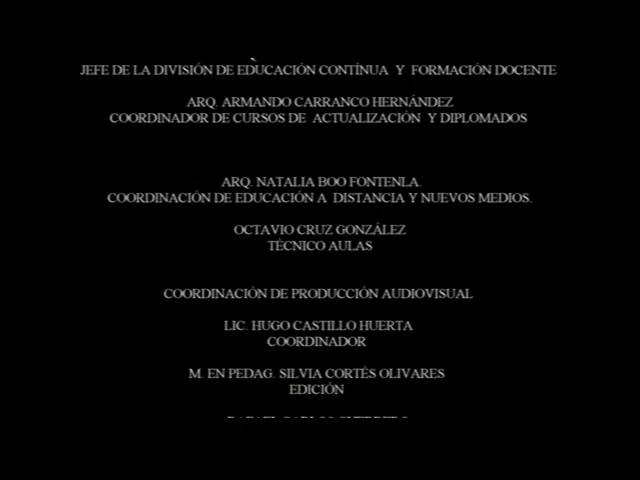 JEFE DE LA DIVISIÓN DE EDUCACIÓN CONTÍNUA Y FORMACIÓN DOCENTE
ARQ. ARMANDO CARRANCO HERNÁNDEZ
COORDINADOR DE CURSOS DE ACTUALIZACIÓN Y DIPLOMADOS
ARQ. NATALIA BOO FONTENLA.
COORDINACIÓN DE EDUCACIÓN A DISTANCIA Y NUEVOS MEDIOS.
OCTAVIO CRUZ GONZÁLEZ
TÉCNICO AULAS
COORDINACIÓN DE PRODUCCIÓN AUDIOVISUAL
LIC. HUGO CASTILLO HUERTA
COORDINADOR
M. EN PEDAG. SILVIA CORTÉS OLIVARES
EDICIÓN